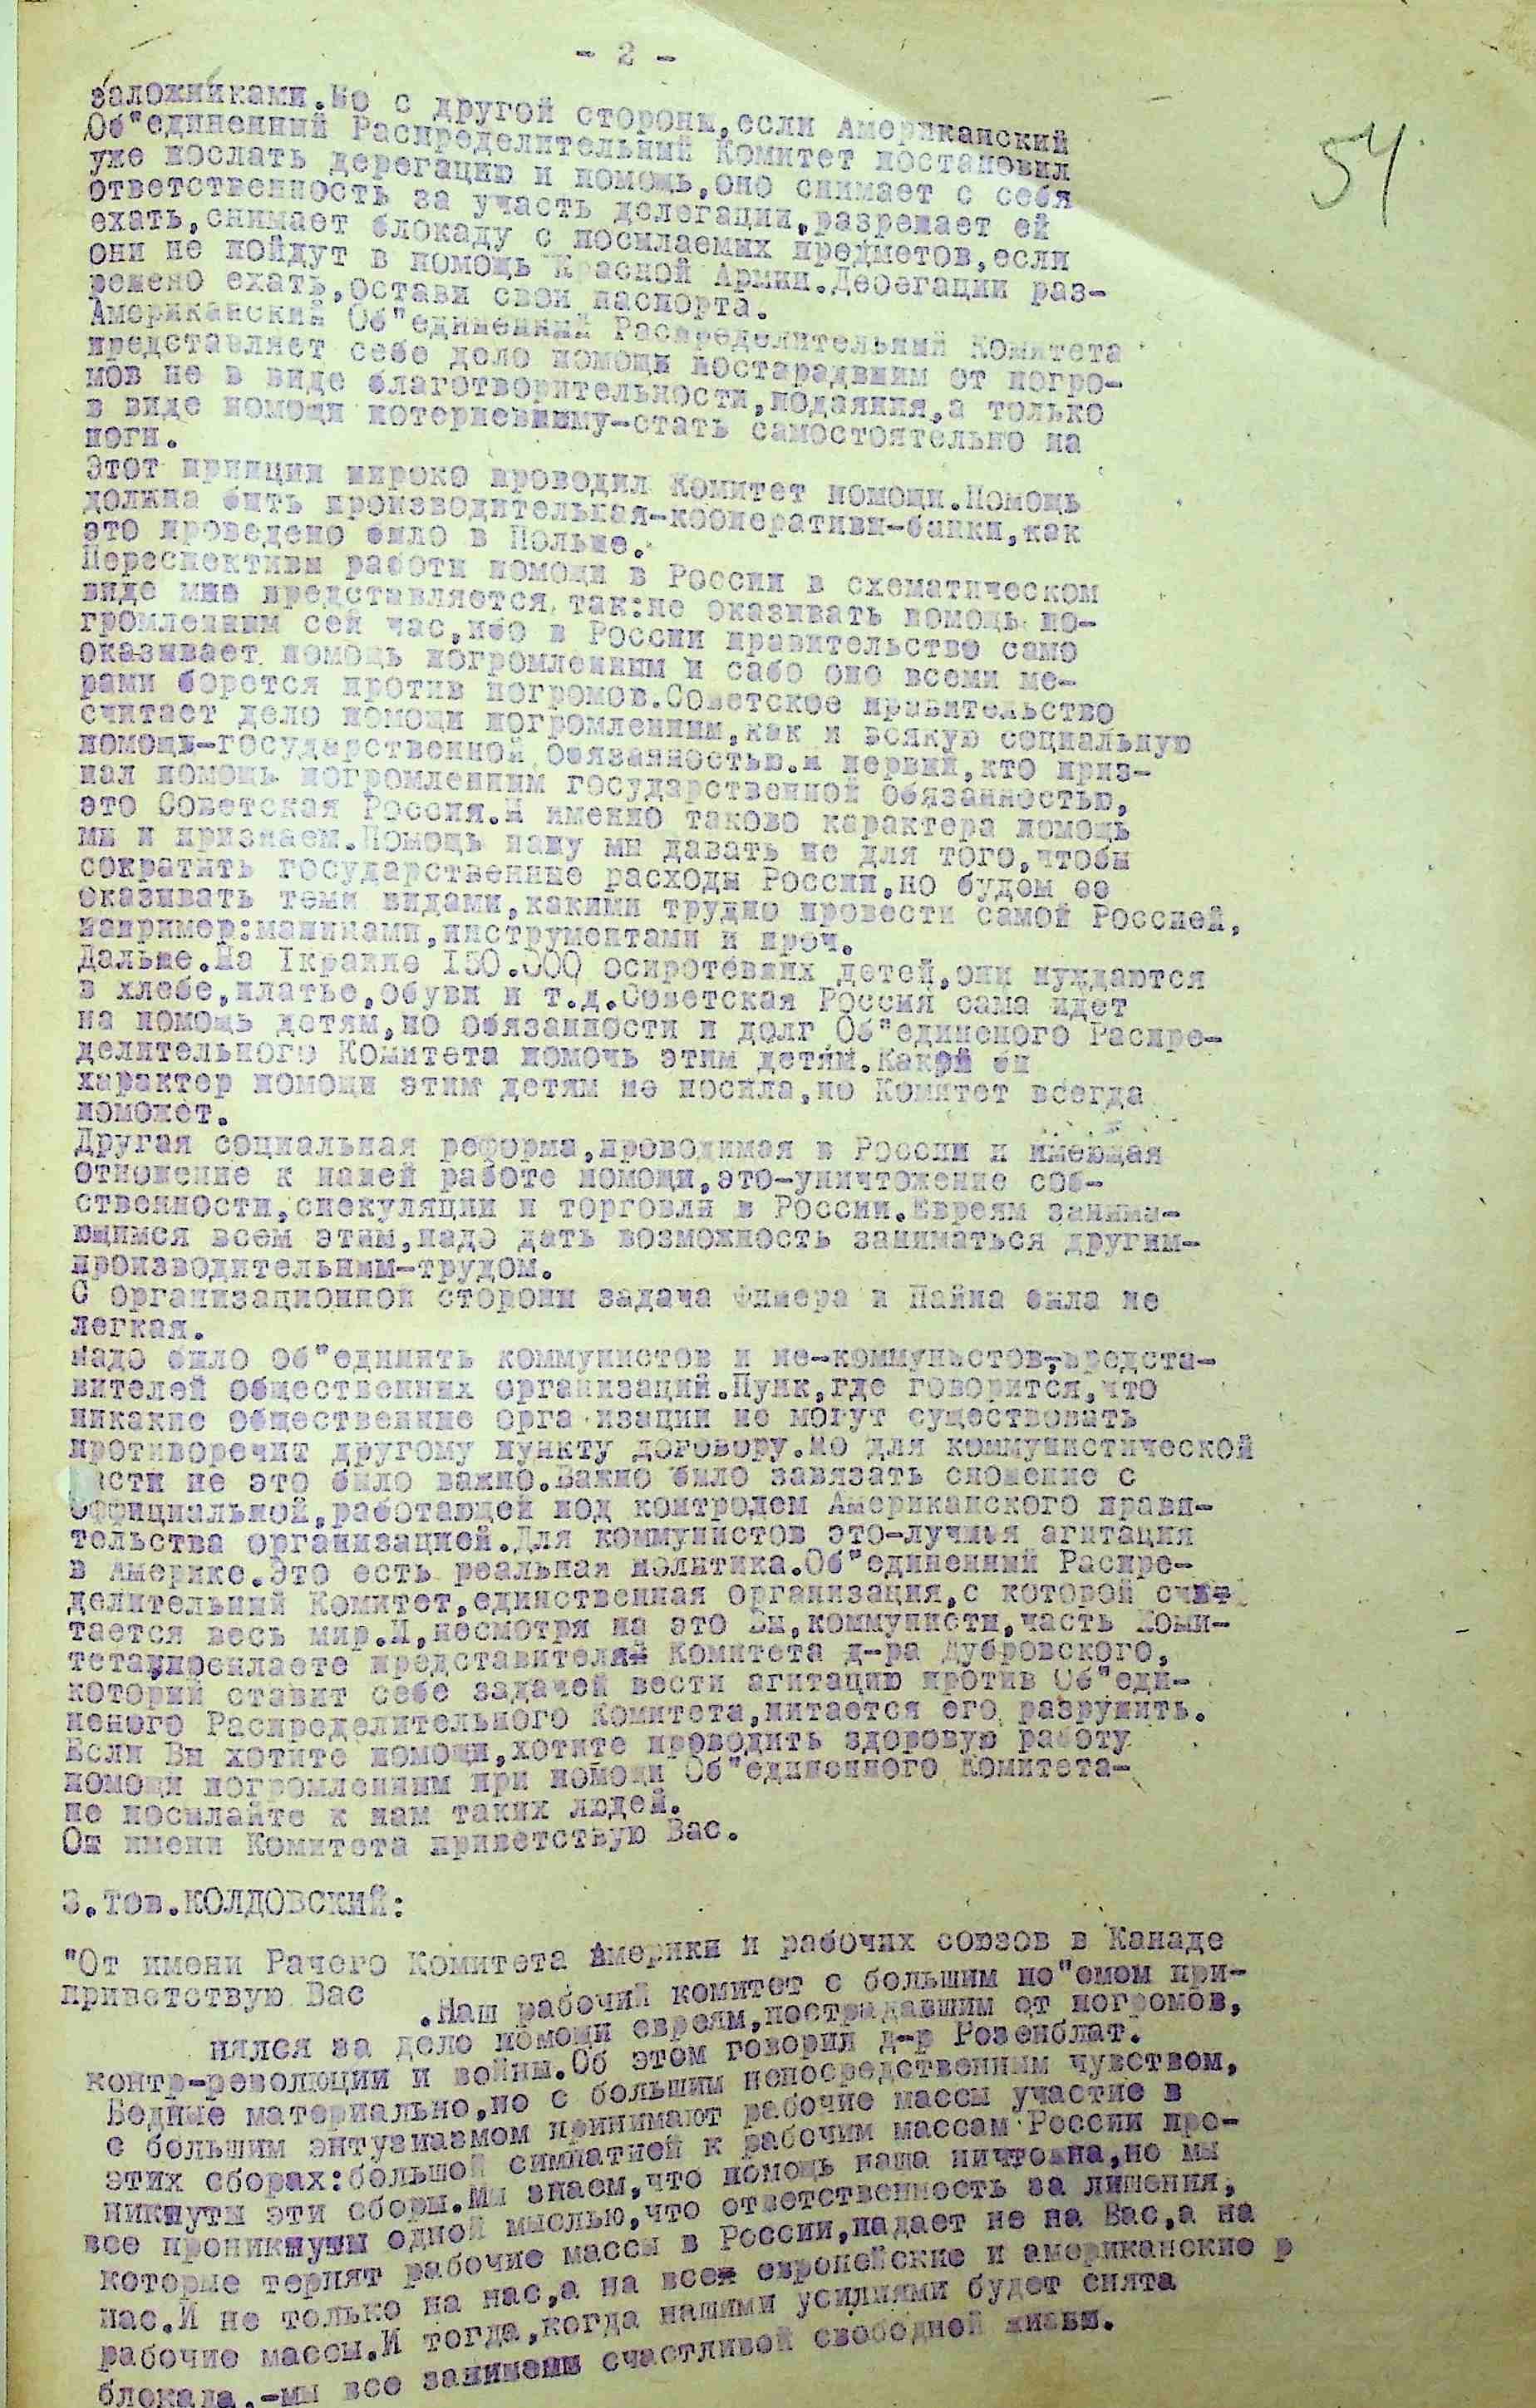 - 2 -
54
заложниками.Но с другой стороны,если Американский
Об"единенный Распределительный Комитет постановил
уже послать дерегацию и помощь,оно снимает с себя
ответственность за участь делегации,разрешает ей
ехать,снимает блокаду с посылаемых предметов,если
они не пойдут в помощь Красной Армии.Дерегации раз-
решено ехать,остави свои паспорта.
Американский Об"единенный Распределительный Комитета
представляет себе дело помощи постарадвшим от погро-
мов не в виде благотворительности,подаяния,а только
в виде помощи потерпевшиму-стать самостоятельно на
ноги.
Этот принцип широко проводил Комитет помощи.Помощь
должна быть производительная-кооперативы-банки,как
это проведено было в Польше.
Переспективы работы помощи в России в схематическом
виде мне представляется так:не оказывать помощь по-
громленным сей час,ибо в России правительство само
оказывает помощь погромленным и сабо оно всеми ме-
рами борется против погромов.Советское правительство
считает дело помощи погромленным,как и всякую социальную
помощь-государственной обязанностью.и первый,кто приз-
нал помощь погромленным государственной обязанностью,
это Советская Россия.И именно таково карактера помощь
мы и признаем.Помощь нашу мы давать не для того,чтобы
сократить государственные расходы России,но будем ее
оказывать теми видами,какими трудно провести самой Россией,
например:машинами,инструментами и проч.
Дальше.На Iкраине I50.000 осиротевших детей,они нуждаются
в хлебе,платье,обуви и т.д.Советская Россия сама идет
на помощь детям,но обязанности и долг Об"единеного Распре-
делительного Комитета помочь этим детям.Какой бы
характер помощи этим детям не носила,но Комитет всегда
поможет.
Другая социальная реформа,проводимая в России и имеющая
отношение к нашей работе помощи,это-уничтожение соб-
ственности,спекуляции и торговли в России.Евреям занима-
ющимся всем этим,надо дать возможность заниматься другим-
производительным-трудом.
С организационной стороны задача Фишера и Пайна была не
легкая.
Надо было об"единить коммунистов и не-коммунистов,-предста-
вителей общественных организаций.Пунк,где говорится,что
никакие общественные орга изации не могут существовать
противоречит другому пункту договору.Но для коммунистической
части не это было важно.Важно было завязать сношение с
официальной,работающей под контролем Американского прави-
тельства организацией.Для коммунистов это-лучшая агитация
в Америке.Это есть реальная политика.Об"единенный Распре-
делительный Комитет,единственная организация,с которой счи-
тается весь мир.И,несмотря на это Вы,коммунисты,часть Коми-
тета,посылаете представителя Комитета д-ра Дубровского,
который ставит себе задачей вести агитацию против Об"еди-
неного Распределительного Комитета,питается его разрушить.
Если Вы хотите помощи,хотите проводить здоровую работу
помощи погромленным при помощи Об"единенного Комитета-
не посылайте к нам таких людей.
От имени Комитета приветствую Вас.
3.тов.КОЛДОВСКИЙ:
"От имени Рачего Комитета Америки и рабочих союзов в Канаде
приветствую Вас .Наш рабочий комитет с большим по"емом при-
нялся за дело помощи евреям,пострадавшим от погромов,
контр-революции и войны.Об этом говорил д-р Розенблат.
Бедные материально,но с большим непосредственным чувством,
с большим энтузиазмом принимают рабочие массы участие в
этих сборах:большой симпатией к рабочим массам России про-
никнуты эти сборы.Мы знаем,что помощь наша ничтожна,но мы
все проникнуты одной мыслью,что ответственность за лишения,
которые терпят рабочие массы в России,падает не на Вас,а на
нас.И не только на нас,а на все европейские и американские р
рабочие массы.И тогда,когда нашими усилиями будет снята
блокада,-мы все заживем счастливой свободной жизни.